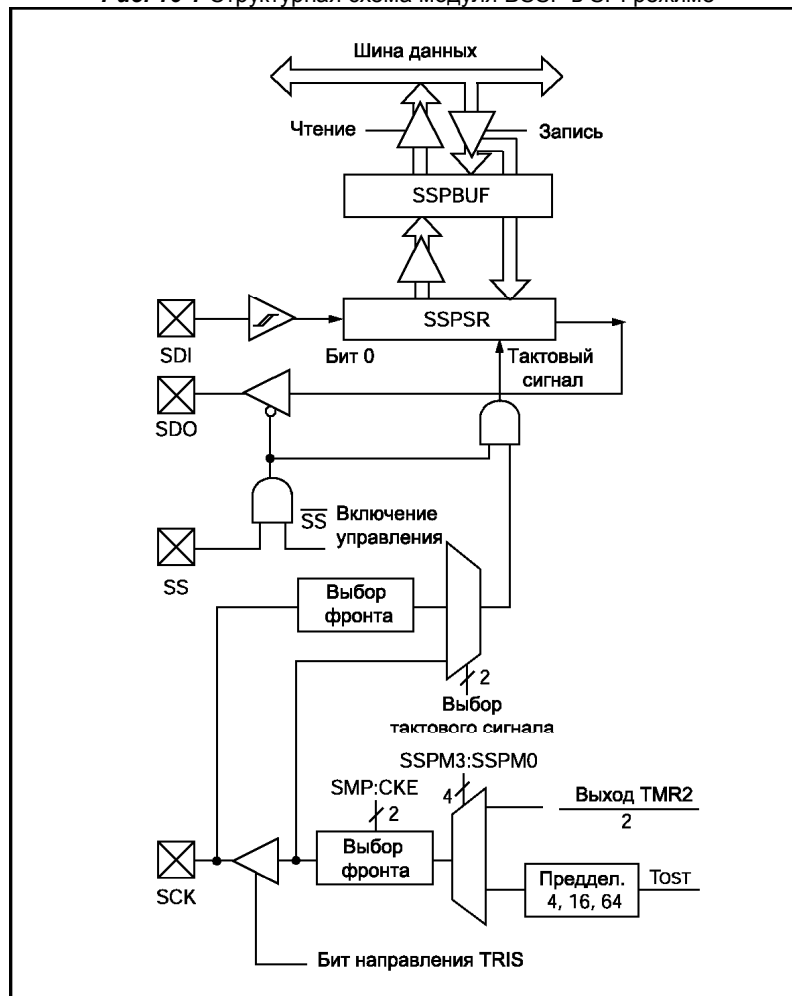 Шина данных
Чтение
Запись
SSPBUF
SSPSR
SDI
Бит 0
Тактовый
сигнал
SDO
SS
Включение
управления
SS
Выбор
фронта
2
Выбор
тактового сигнала
SSPM3:SSPM0
SMP:CKE
4
2
Выход TMR2
2
Выбор
фронта
SCK
Преддел.
4, 16, 64
TOST
Бит направления TRIS